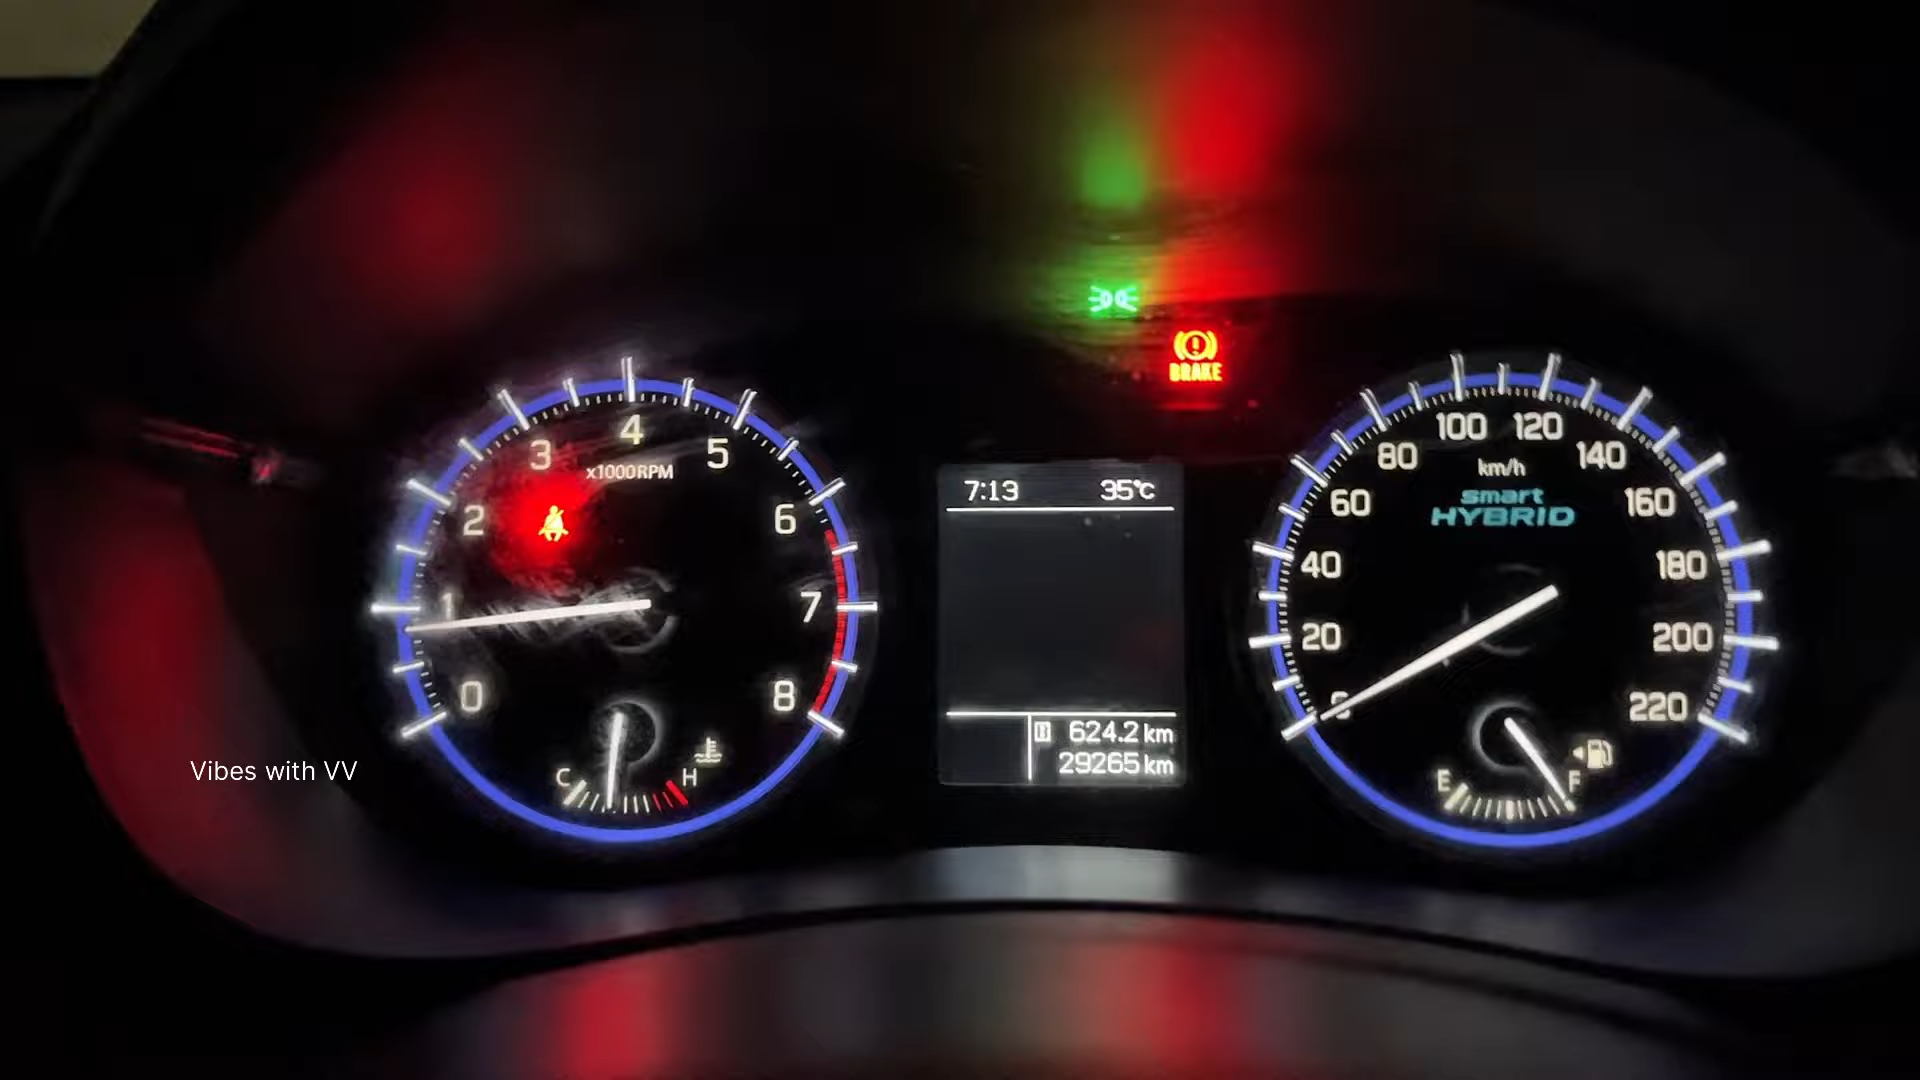 BRAKE
4
3
5
x1000RPM
2
6
1
7
0
8
C
H
7:13 35°C
B 624.2 km
29265 km
100 120
80 140
km/h
60 160
smart
HYBRID
40 180
20 200
0 220
E F
Vibes with VV